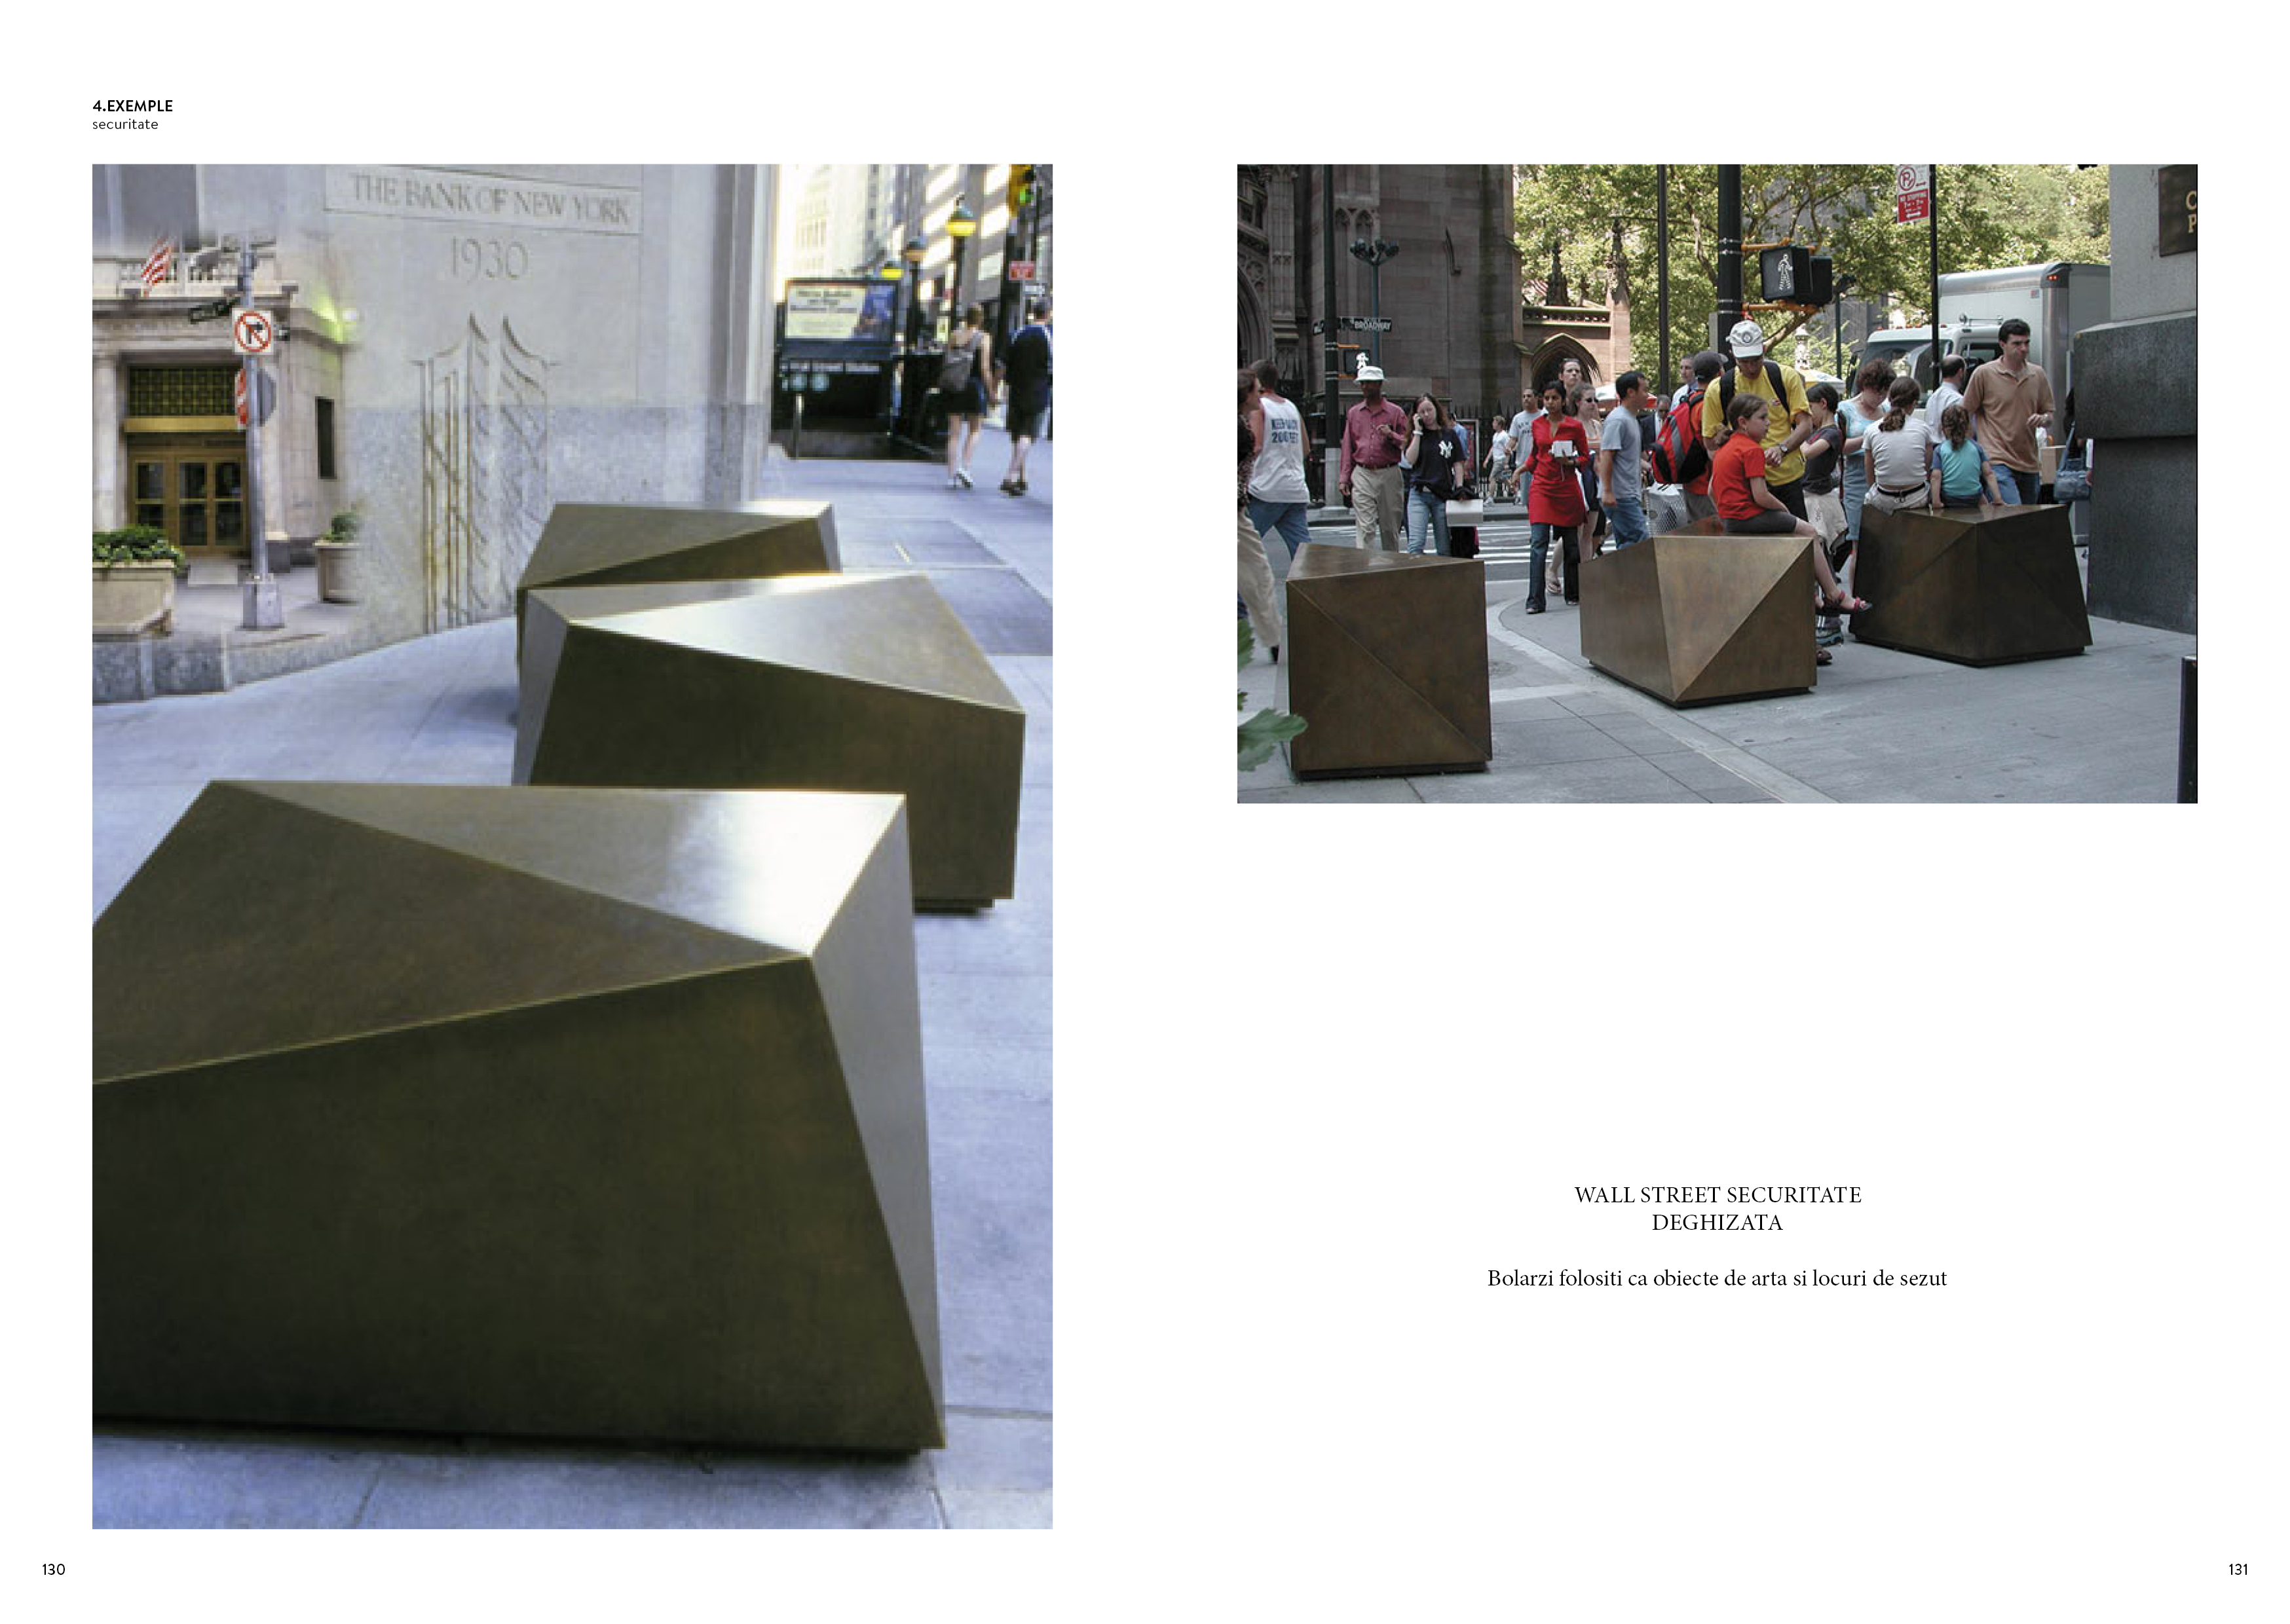 4.EXEMPLE
securitate
THE BANK OF NEW YORK
1930
BROADWAY
WALL STREET SECURITATE
DEGHIZATA
Bolarzi folositi ca obiecte de arta si locuri de sezut
130
131